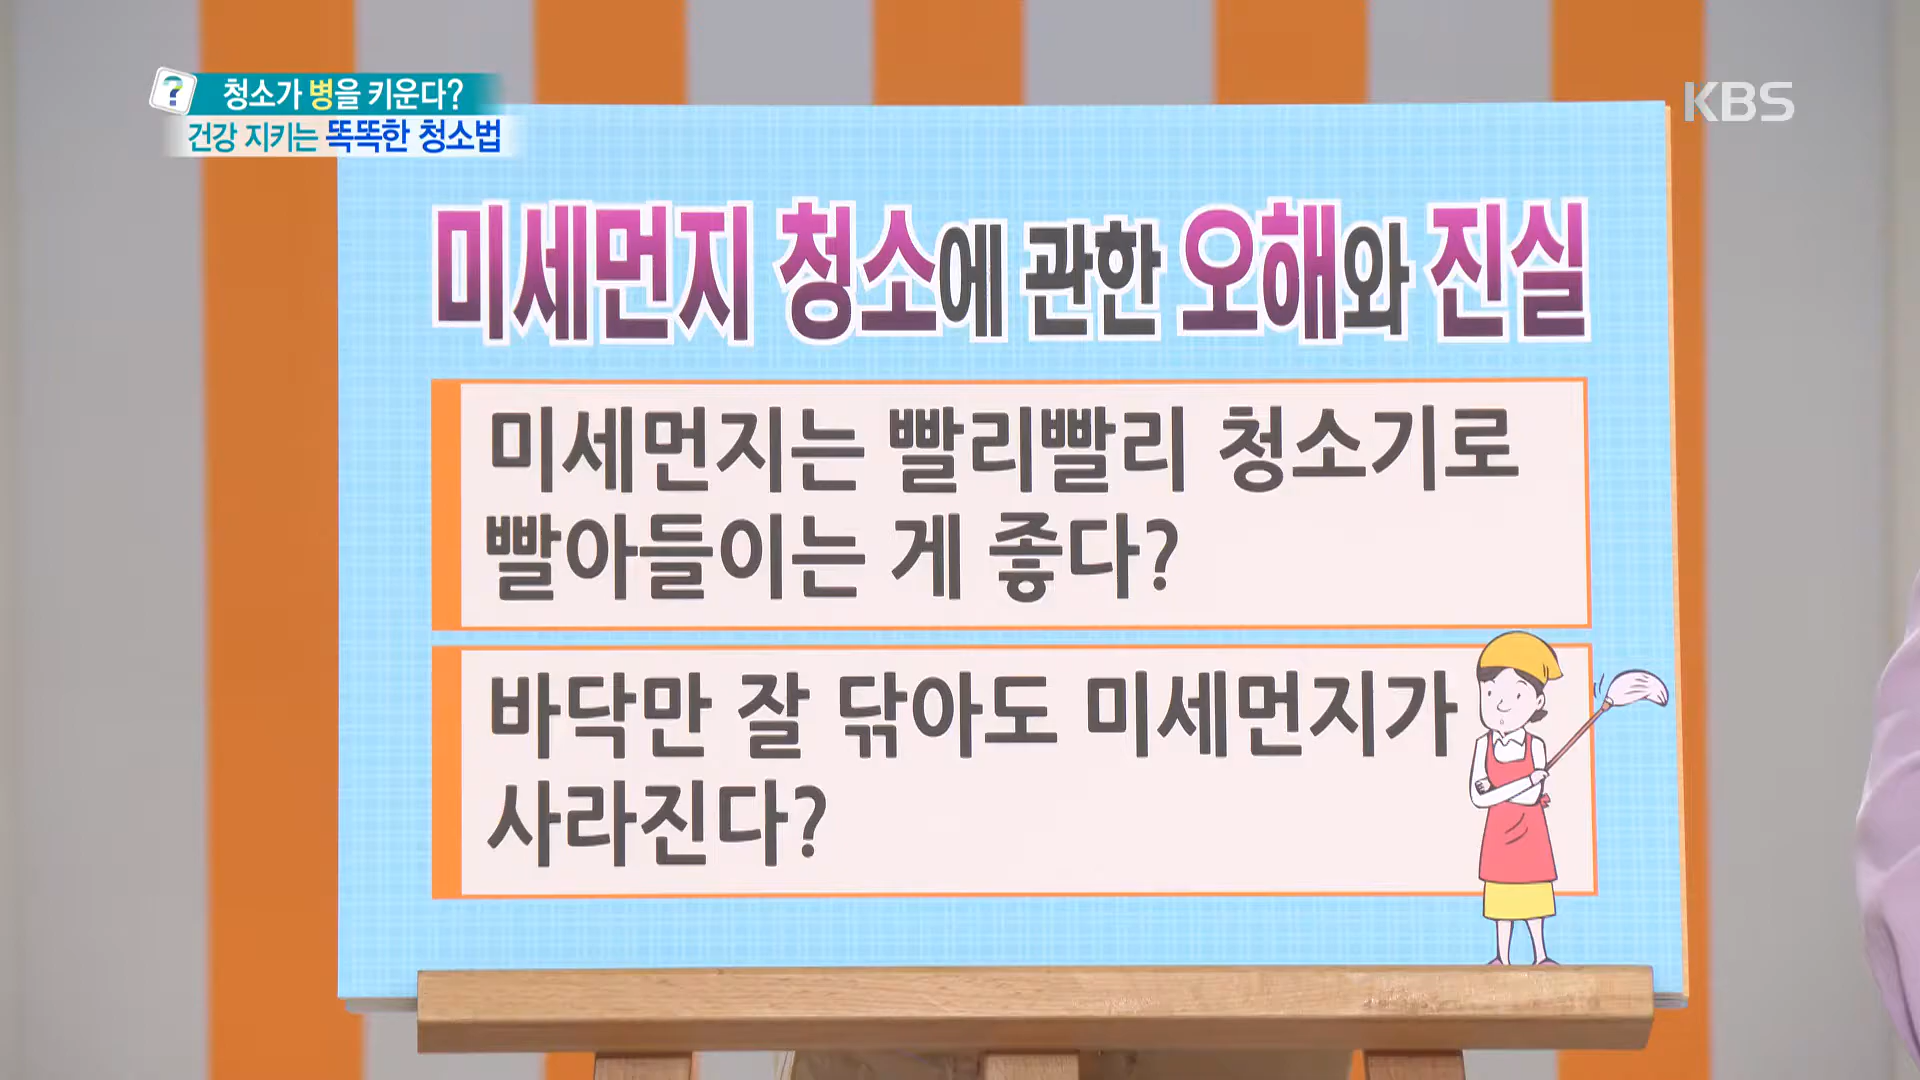 ? 청소가 병을 키운다?
건강 지키는 똑똑한 청소법
KBS
미세먼지 청소에 관한 오해와 진실
미세먼지는 빨리빨리 청소기로
빨아들이는 게 좋다?
바닥만 잘 닦아도 미세먼지가
사라진다?